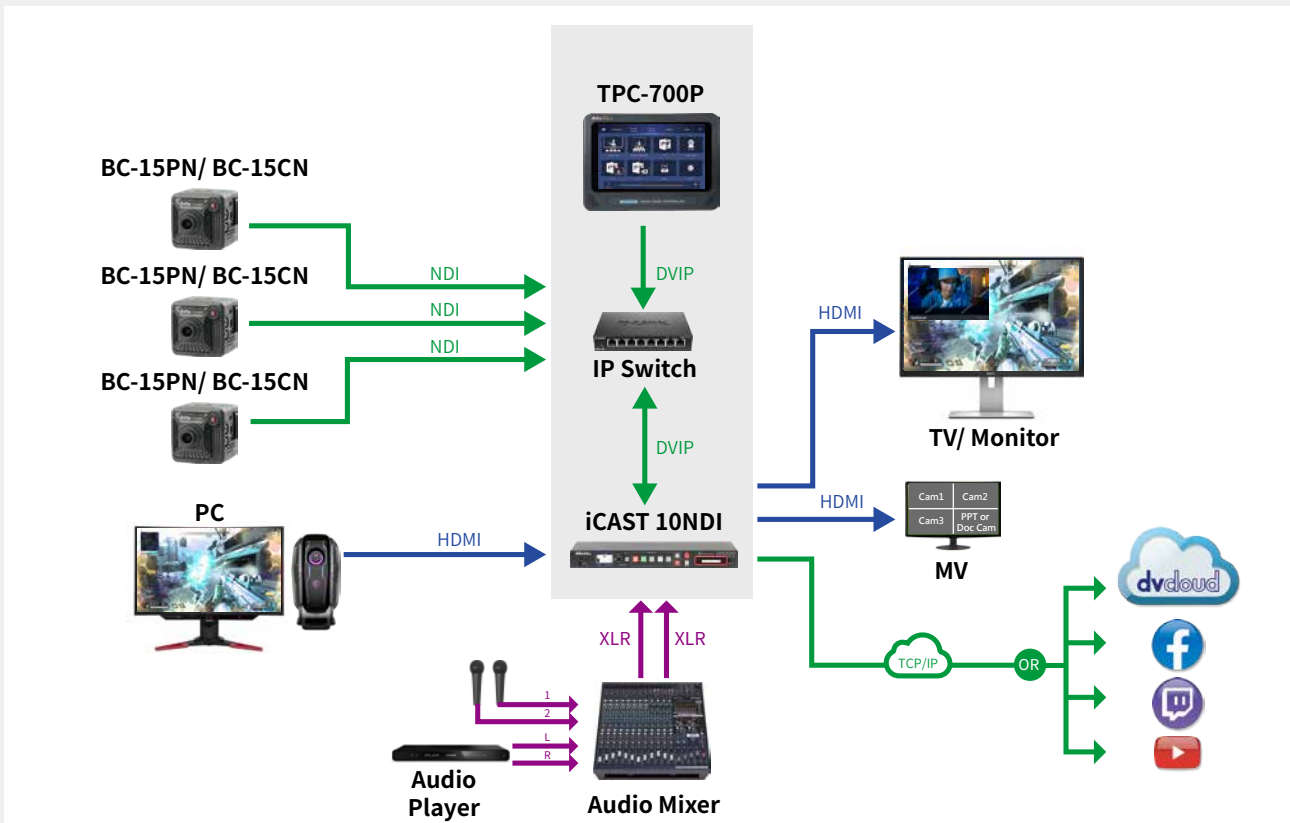 TPC-700P
BC-15PN/ BC-15CN
NDI
DVIP
BC-15PN/ BC-15CN
NDI
HDMI
NDI
IP Switch
BC-15PN/ BC-15CN
TV/ Monitor
DVIP
HDMI
Cam1
Cam2
Cam3
PPT or
Doc Cam
PC
iCAST 10NDI
HDMI
MV
dvcloud
XLR
XLR
TCP/IP
OR
1
2
L
R
Audio
Player
Audio Mixer